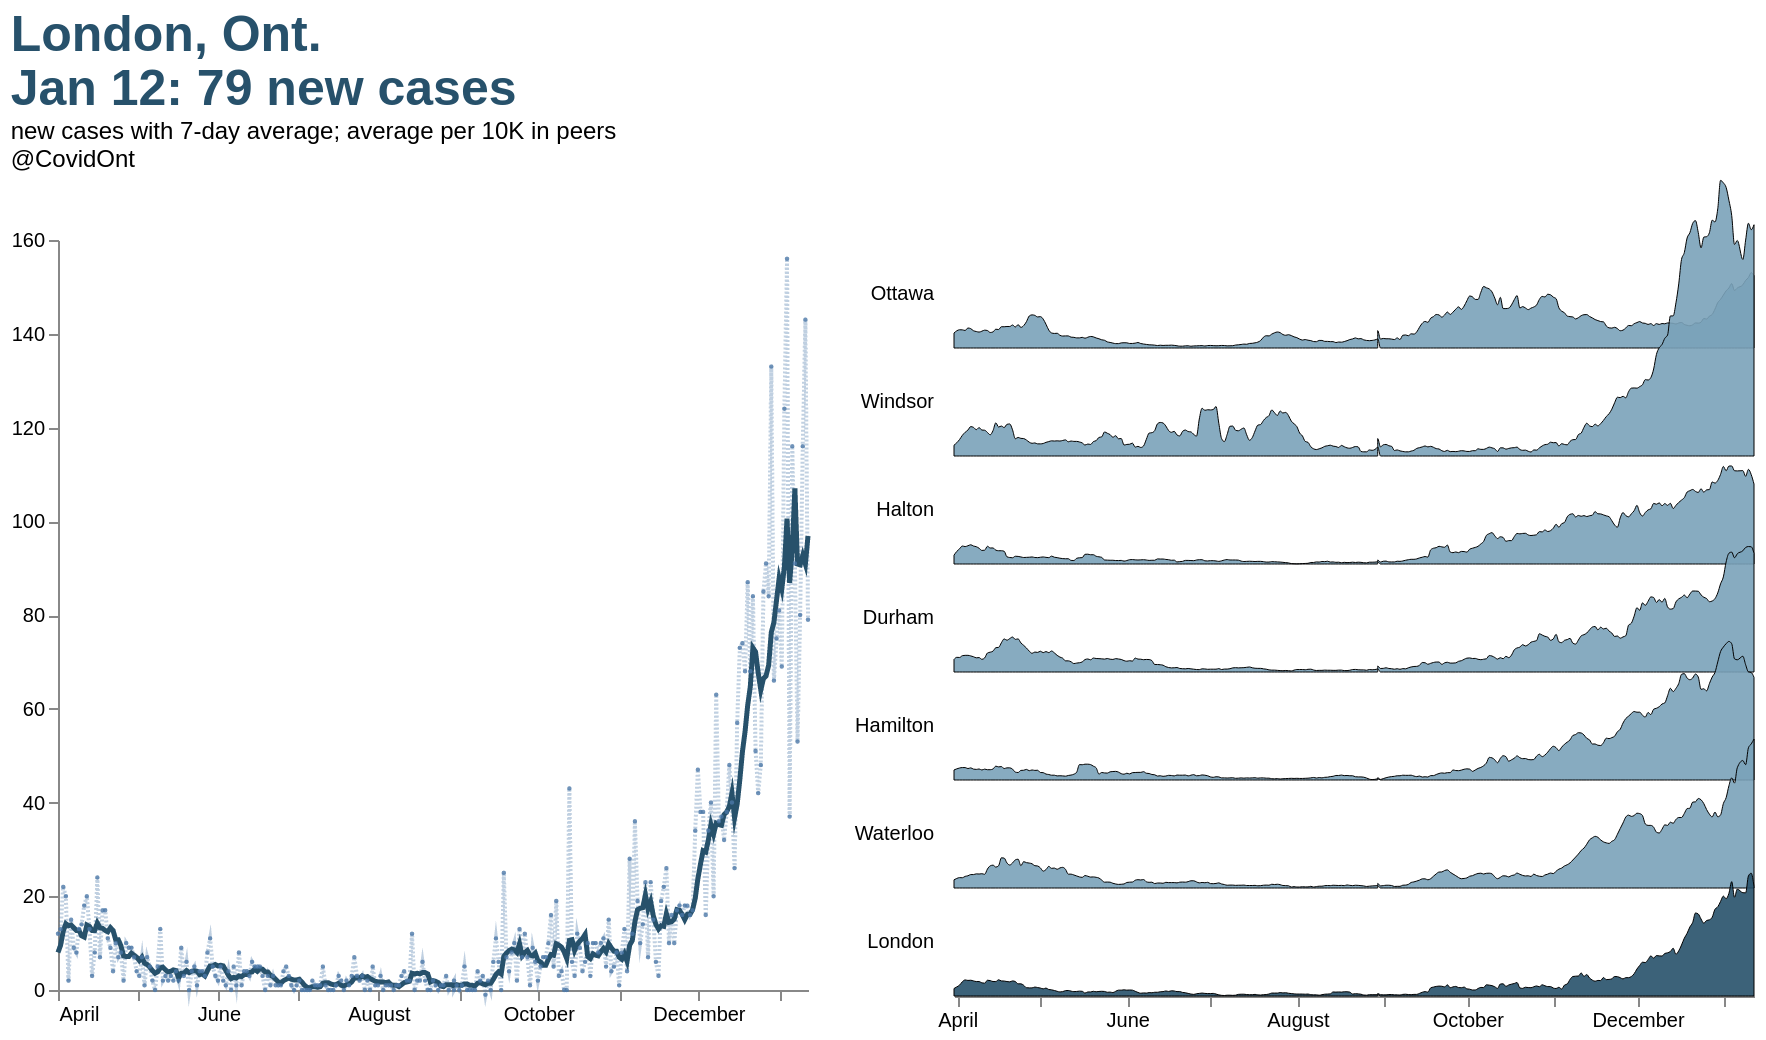 London, Ont.
Jan 12: 79 new cases
new cases with 7-day average; average per 10K in peers
@CovidOnt
160
140
120
100
80
60
40
20
0
April June August October December
Ottawa
Windsor
Halton
Durham
Hamilton
Waterloo
London
April June August October December